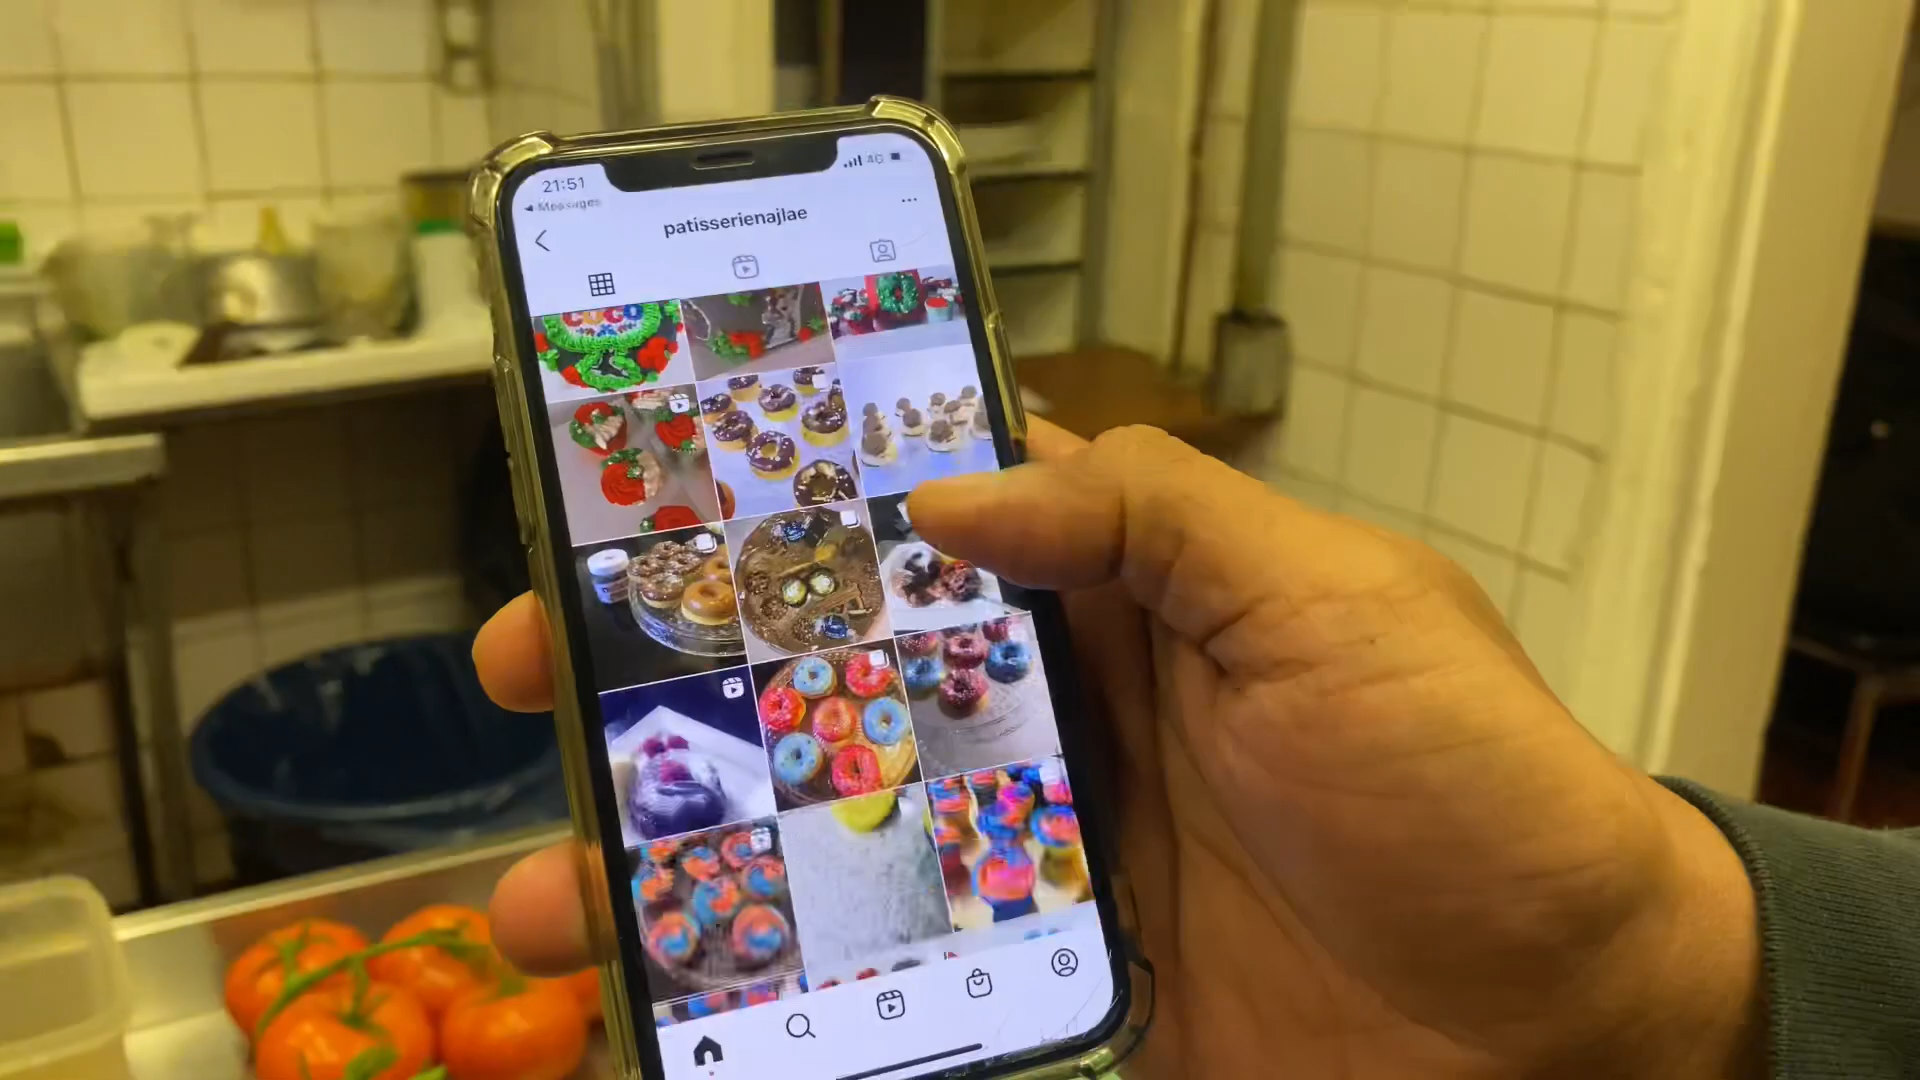 21:51
4G
◄ Messages
patisserienajlae
COCO